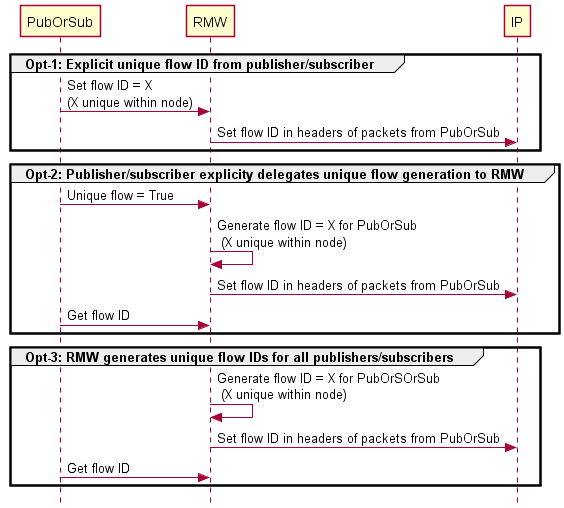 PubOrSub
RMW
IP
Opt-1: Explicit unique flow ID from publisher/subscriber
Set flow ID = X
(X unique within node)
Set flow ID in headers of packets from PubOrSub
Opt-2: Publisher/subscriber explicity delegates unique flow generation to RMW
Unique flow = True
Generate flow ID = X for PubOrSub
(X unique within node)
Set flow ID in headers of packets from PubOrSub
Get flow ID
Opt-3: RMW generates unique flow IDs for all publishers/subscribers
Generate flow ID = X for PubOrSOrSub
(X unique within node)
Set flow ID in headers of packets from PubOrSub
Get flow ID